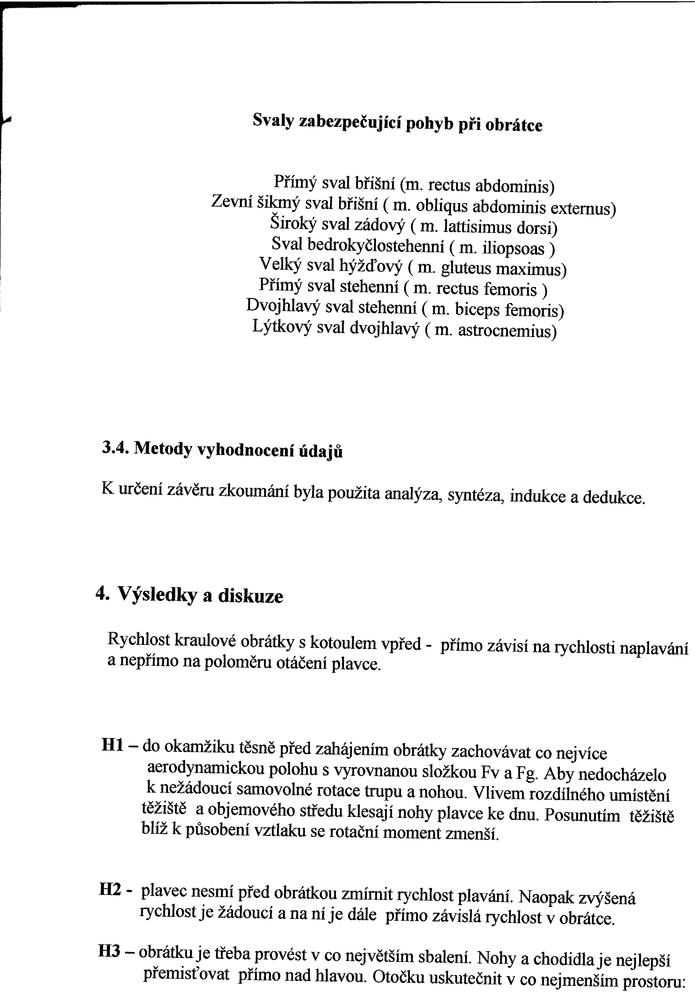 Svaly zabezpečující pohyb při obrátce
Přímý sval břišní (m. rectus abdominis)
Zevní šikmý sval břišní ( m. obliqus abdominis externus)
Široký sval zádový ( m. lattisimus dorsi)
Sval bedrokyčlostehenní ( m. iliopsoas )
Velký sval hýžďový ( m. gluteus maximus)
Přímý sval stehenní ( m. rectus femoris )
Dvojhlavý sval stehenní ( m. biceps femoris)
Lýtkový sval dvojhlavý ( m. astrocnemius)
3.4. Metody vyhodnocení údajů
K určení závěru zkoumání byla použita analýza, syntéza, indukce a dedukce.
4. Výsledky a diskuze
Rychlost kraulové obrátky s kotoulem vpřed - přímo závisí na rychlosti naplavání
a nepřímo na poloměru otáčení plavce.
H1 – do okamžiku těsně před zahájením obrátky zachovávat co nejvíce
aerodynamickou polohu s vyrovnanou složkou Fv a Fg. Aby nedocházelo
k nežádoucí samovolné rotace trupu a nohou. Vlivem rozdílného umístění
těžiště a objemového středu klesají nohy plavce ke dnu. Posunutím těžiště
blíž k působení vztlaku se rotační moment zmenší.
H2 - plavec nesmí před obrátkou zmírnit rychlost plavání. Naopak zvýšená
rychlost je žádoucí a na ní je dále přímo závislá rychlost v obrátce.
H3 – obrátku je třeba provést v co největším sbalení. Nohy a chodidla je nejlepší
přemisťovat přímo nad hlavou. Otočku uskutečnit v co nejmenším prostoru: